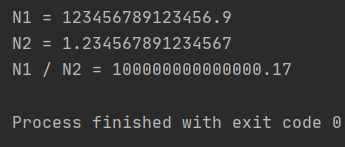 N1 = 123456789123456.9
N2 = 1.234567891234567
N1 / N2 = 100000000000000.17
Process finished with exit code 0